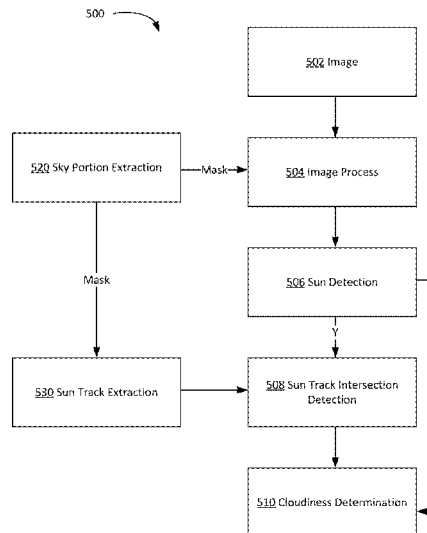 500
502 Image
520 Sky Portion Extraction
Mask
504 Image Process
506 Sun Detection
Mask
Y
530 Sun Track Extraction
508 Sun Track Intersection
Detection
510 Cloudiness Determination